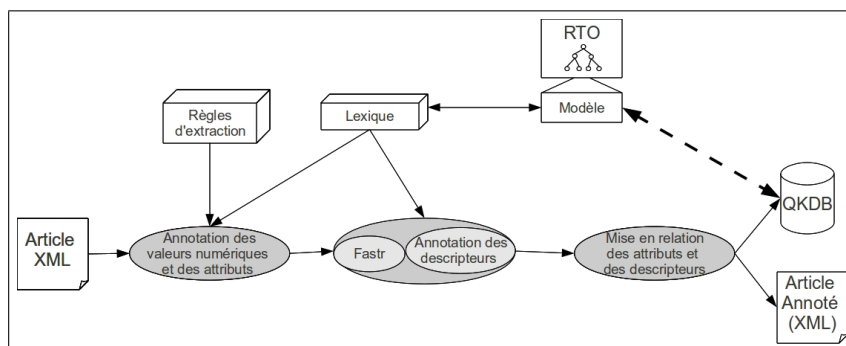 RTO
Modèle
Règles
d'extraction
Lexique
QKDB
Article
XML
Annotation des
valeurs numériques
et des attributs
Fastr
Annotation des
descripteurs
Mise en relation
des attributs et
des descripteurs
Article
Annoté
(XML)